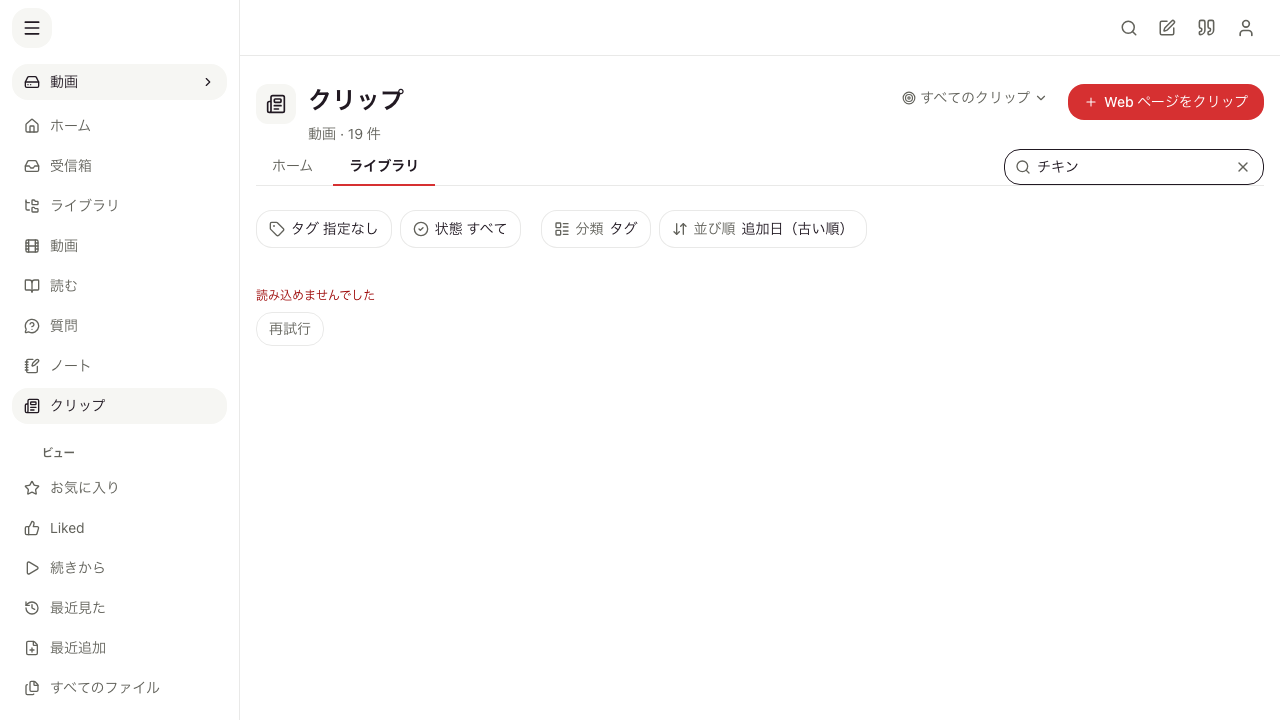 動画
ホーム
受信箱
ライブラリ
動画
読む
質問
ノート
クリップ
ビュー
お気に入り
Liked
続きから
最近見た
最近追加
すべてのファイル
クリップ
動画 · 19 件
すべてのクリップ
Web ページをクリップ
ホーム
ライブラリ
チキン
タグ 指定なし
状態 すべて
分類 タグ
並び順 追加日（古い順）
読み込めませんでした
再試行